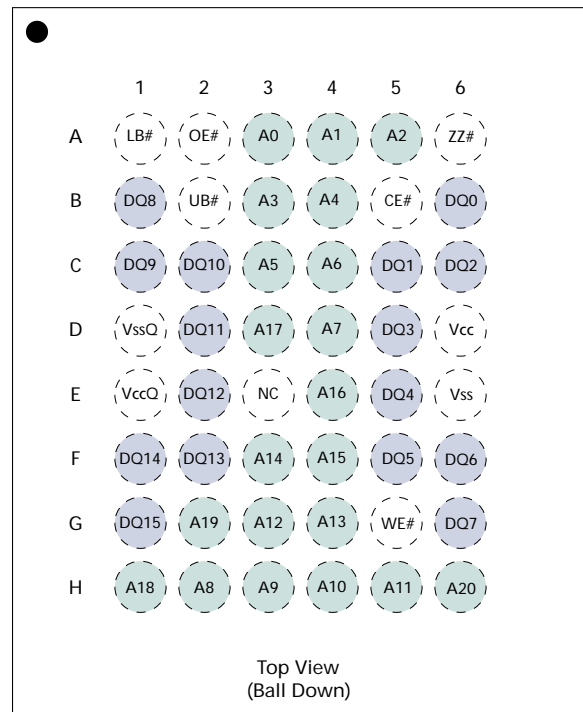 1 2 3 4 5 6
A LB# OE# A0 A1 A2 ZZ#
B DQ8 UB# A3 A4 CE# DQ0
C DQ9 DQ10 A5 A6 DQ1 DQ2
D VssQ DQ11 A17 A7 DQ3 Vcc
E VccQ DQ12 NC A16 DQ4 Vss
F DQ14 DQ13 A14 A15 DQ5 DQ6
G DQ15 A19 A12 A13 WE# DQ7
H A18 A8 A9 A10 A11 A20
Top View
(Ball Down)